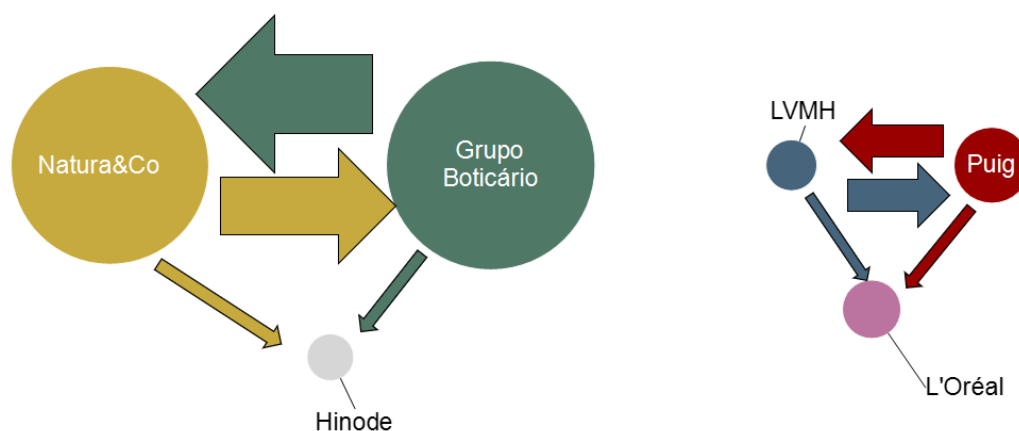 Natura&Co
Grupo
Boticário
Hinode
LVMH
Puig
L'Oréal